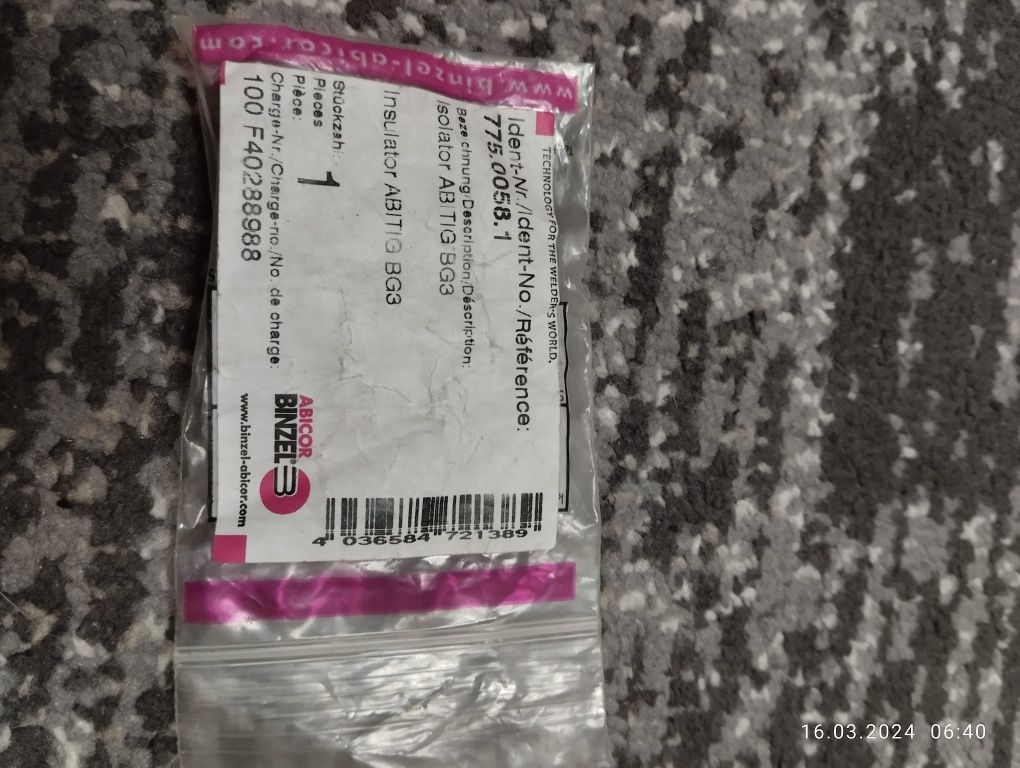 www.binzel-abicor.com
TECHNOLOGY FOR THE WELDER'S WORLD.
Ident-Nr./Ident-No./Référence:
775.0058.1
Bezeichnung/Description/Déscription:
Isolator ABITIG BG3
Insulator ABITIG BG3
Stückzahl:
Pieces
Pièce:
1
Charge-Nr./Charge-no./No. de charge:
100 F40288988
ABICOR
BINZEL
www.binzel-abicor.com
4 036584 721389
16.03.2024 06:40